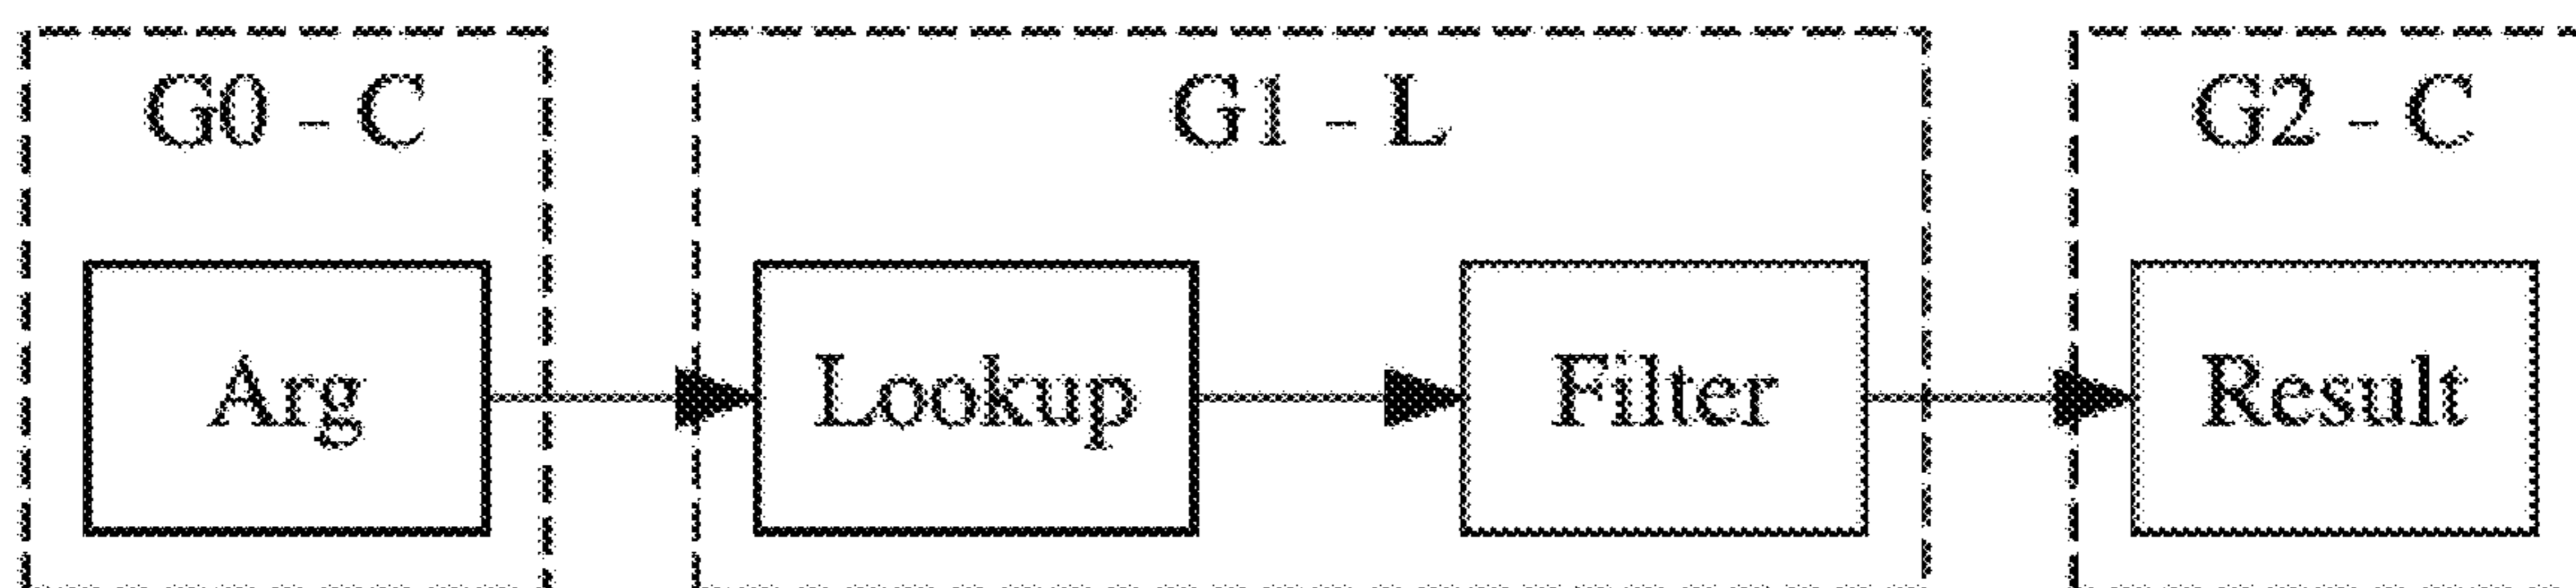 G0 - C
G1 - L
G2 - C
Arg
Lookup
Filter
Result